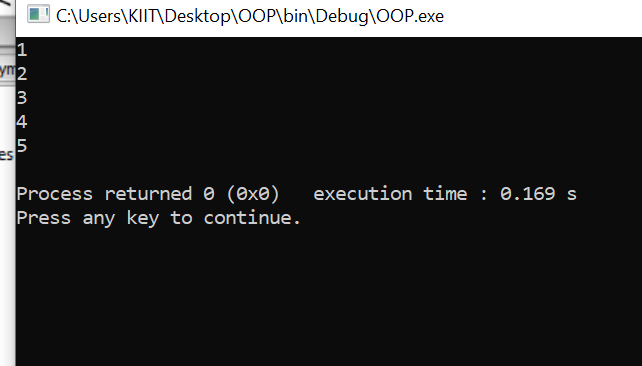 C:\Users\KIIT\Desktop\OOP\bin\Debug\OOP.exe
1
2
3
4
5
Process returned 0 (0x0)   execution time : 0.169 s
Press any key to continue.